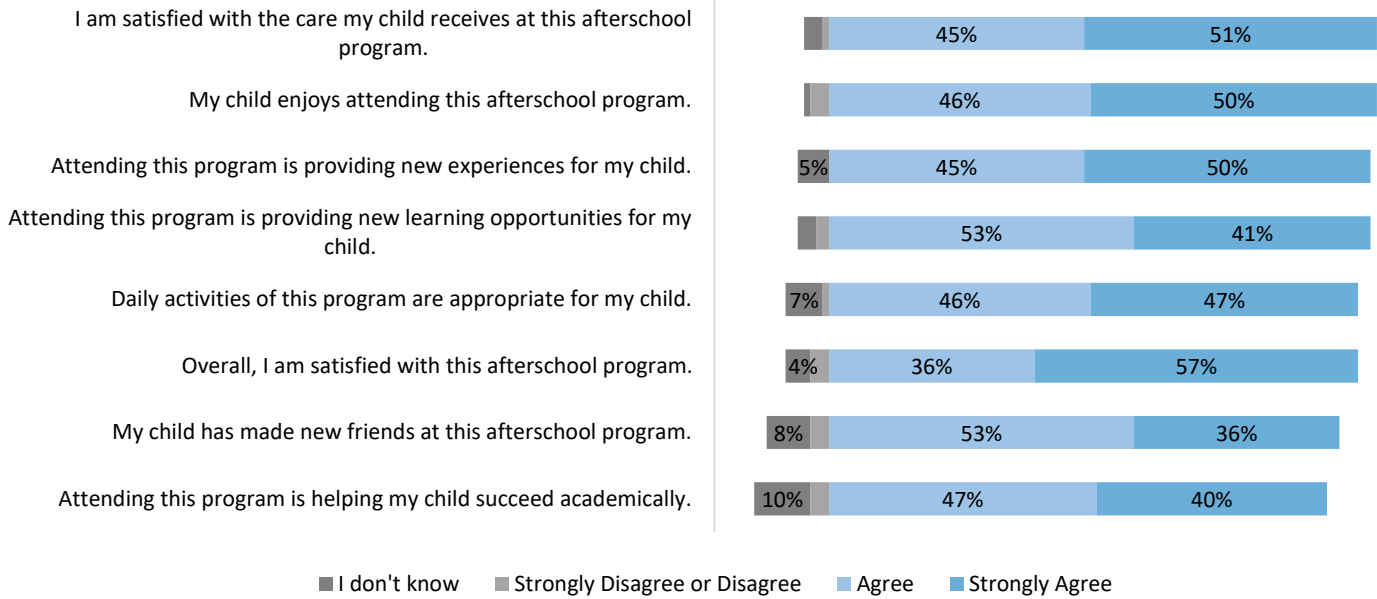 I am satisfied with the care my child receives at this afterschool
program.
45% 51%
My child enjoys attending this afterschool program.
46% 50%
Attending this program is providing new experiences for my child.
5% 45% 50%
Attending this program is providing new learning opportunities for my
child.
53% 41%
Daily activities of this program are appropriate for my child.
7% 46% 47%
Overall, I am satisfied with this afterschool program.
4% 36% 57%
My child has made new friends at this afterschool program.
8% 53% 36%
Attending this program is helping my child succeed academically.
10% 47% 40%
I don't know Strongly Disagree or Disagree Agree Strongly Agree